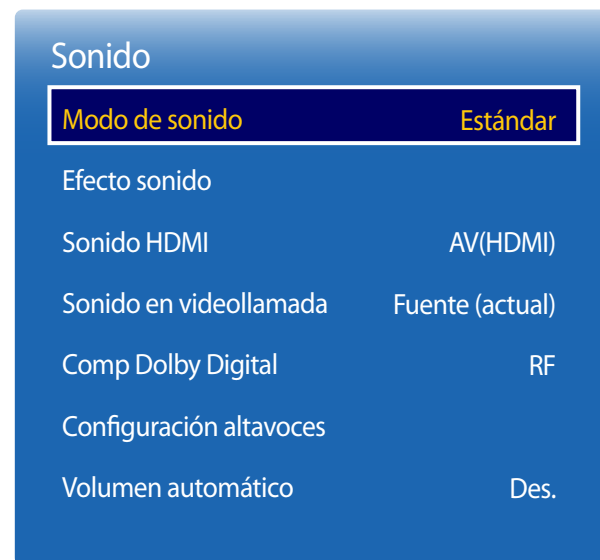 Sonido
Modo de sonido Estándar
Efecto sonido
Sonido HDMI AV(HDMI)
Sonido en videollamada Fuente (actual)
Comp Dolby Digital RF
Configuración altavoces
Volumen automático Des.